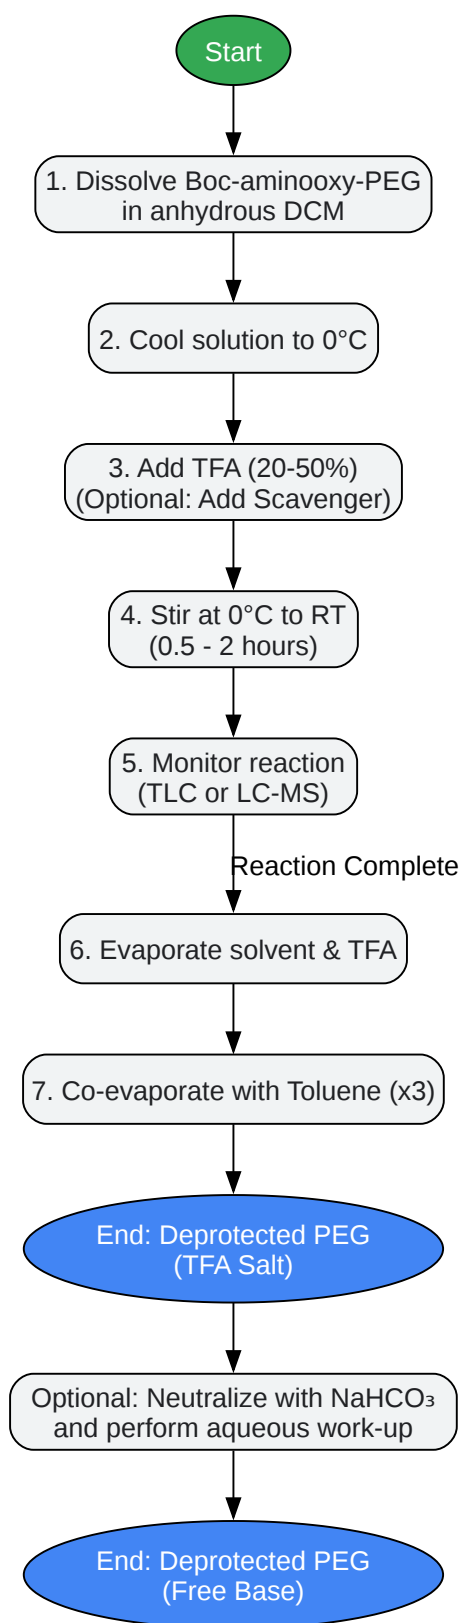 Start
1. Dissolve Boc-aminooxy-PEG
in anhydrous DCM
2. Cool solution to 0°C
3. Add TFA (20-50%)
(Optional: Add Scavenger)
4. Stir at 0°C to RT
(0.5 - 2 hours)
5. Monitor reaction
(TLC or LC-MS)
Reaction Complete
6. Evaporate solvent & TFA
7. Co-evaporate with Toluene (x3)
End: Deprotected PEG
(TFA Salt)
Optional: Neutralize with NaHCO₃
and perform aqueous work-up
End: Deprotected PEG
(Free Base)